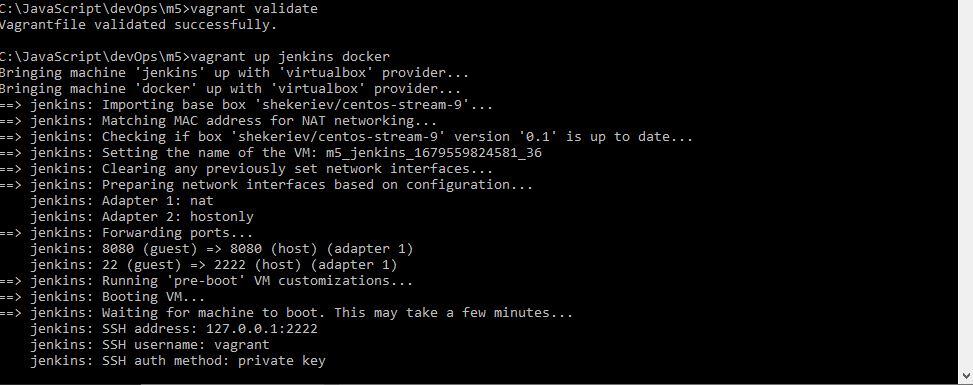 C:\JavaScript\devOps\m5>vagrant validate
Vagrantfile validated successfully.
C:\JavaScript\devOps\m5>vagrant up jenkins docker
Bringing machine 'jenkins' up with 'virtualbox' provider...
Bringing machine 'docker' up with 'virtualbox' provider...
==> jenkins: Importing base box 'shekeriev/centos-stream-9'...
==> jenkins: Matching MAC address for NAT networking...
==> jenkins: Checking if box 'shekeriev/centos-stream-9' version '0.1' is up to date...
==> jenkins: Setting the name of the VM: m5_jenkins_1679559824581_36
==> jenkins: Clearing any previously set network interfaces...
==> jenkins: Preparing network interfaces based on configuration...
    jenkins: Adapter 1: nat
    jenkins: Adapter 2: hostonly
==> jenkins: Forwarding ports...
    jenkins: 8080 (guest) => 8080 (host) (adapter 1)
    jenkins: 22 (guest) => 2222 (host) (adapter 1)
==> jenkins: Running 'pre-boot' VM customizations...
==> jenkins: Booting VM...
==> jenkins: Waiting for machine to boot. This may take a few minutes...
    jenkins: SSH address: 127.0.0.1:2222
    jenkins: SSH username: vagrant
    jenkins: SSH auth method: private key